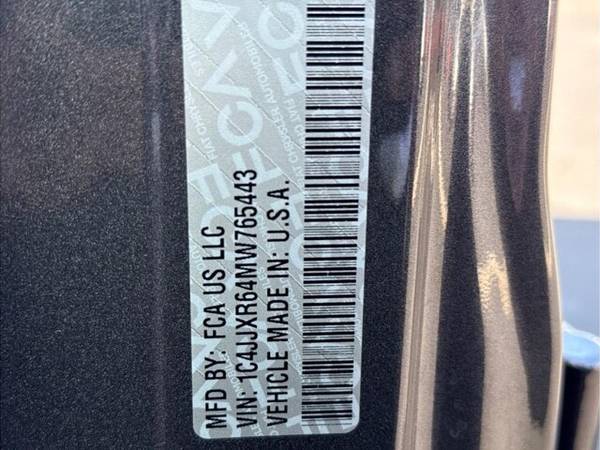 MFD BY: FCA US LLC
VIN: 1C4JJXR64MW765443
VEHICLE MADE IN: U.S.A.